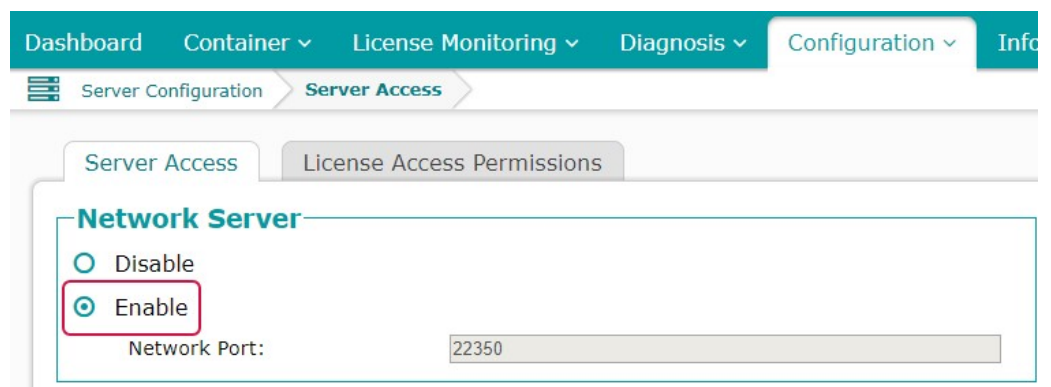 Dashboard Container License Monitoring Diagnosis Configuration Info
Server Configuration Server Access
Server Access License Access Permissions
Network Server
Disable
Enable
Network Port: 22350